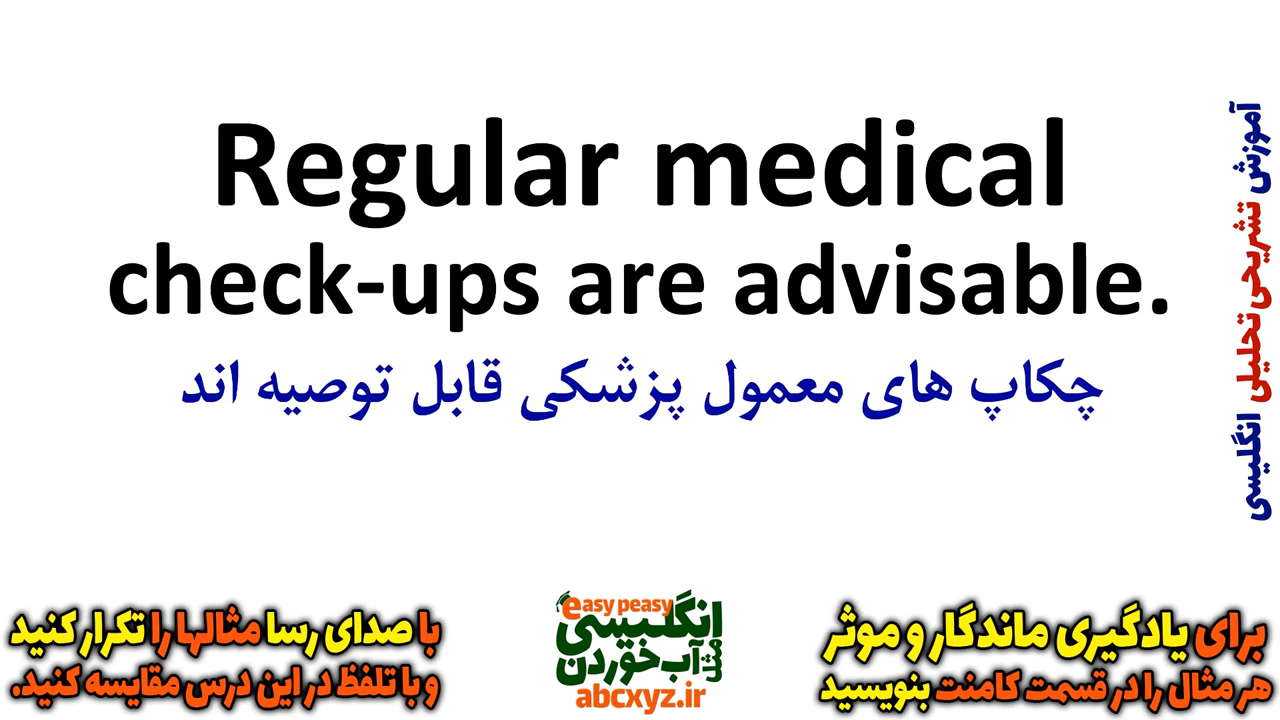 Regular medical
check-ups are advisable.
چکاپ های معمول پزشکی قابل توصیه اند
آموزش تشریحی تحلیلی انگلیسی
برای یادگیری ماندگار و موثر
هر مثال را در قسمت کامنت بنویسید
easy peasy
انگلیسی
مثل آب خوردن
abcxyz.ir
با صدای رسا مثالها را تکرار کنید
و با تلفظ در این درس مقایسه کنید.